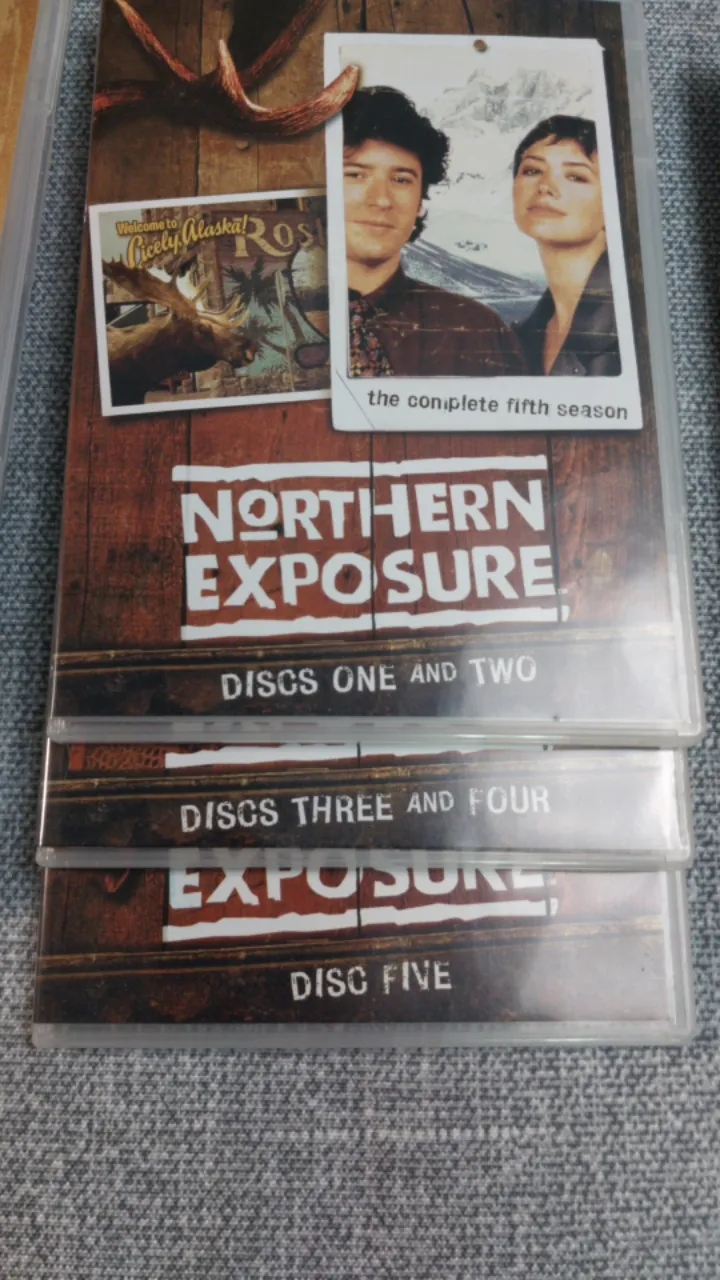 Welcome to
Cicely, Alaska!
Ros
the complete fifth season
NORTHERN
EXPOSURE
DISCS ONE AND TWO
DISCS THREE AND FOUR
EXPOSURE
DISC FIVE